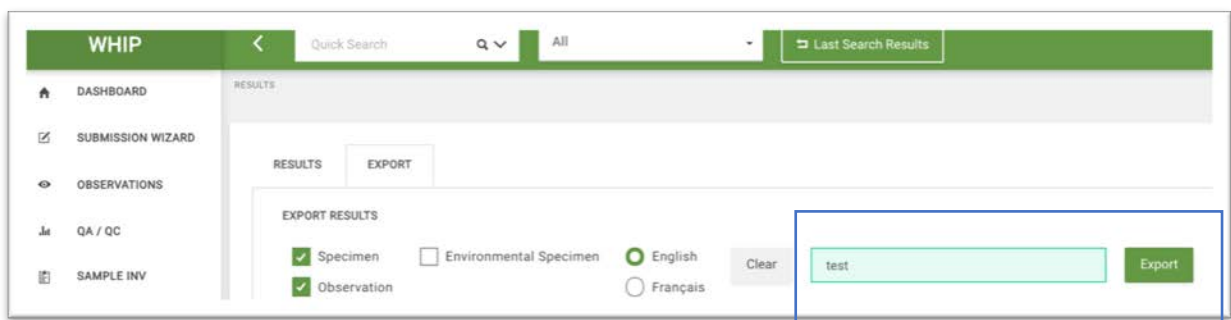 WHIP
Quick Search
All
Last Search Results
DASHBOARD
RESULTS
SUBMISSION WIZARD
RESULTS EXPORT
OBSERVATIONS
EXPORT RESULTS
QA / QC
Specimen Environmental Specimen English Clear test Export
SAMPLE INV
Observation Français